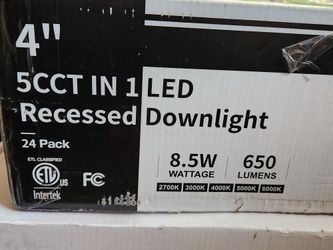 4"
5CCT IN 1 LED
Recessed Downlight
24 Pack
ETL CLASSIFIED
ETL US
Intertek
FC
8.5W 650
WATTAGE LUMENS
2700K 3000K 4000K 5000K 6000K